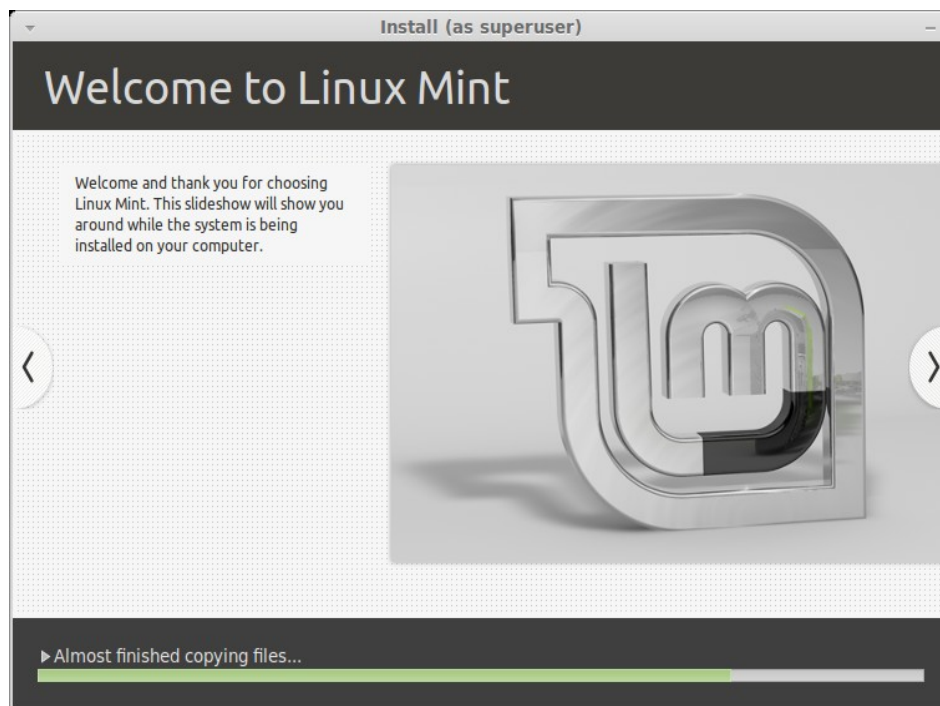 Install (as superuser)
Welcome to Linux Mint
Welcome and thank you for choosing
Linux Mint. This slideshow will show you
around while the system is being
installed on your computer.
Almost finished copying files...